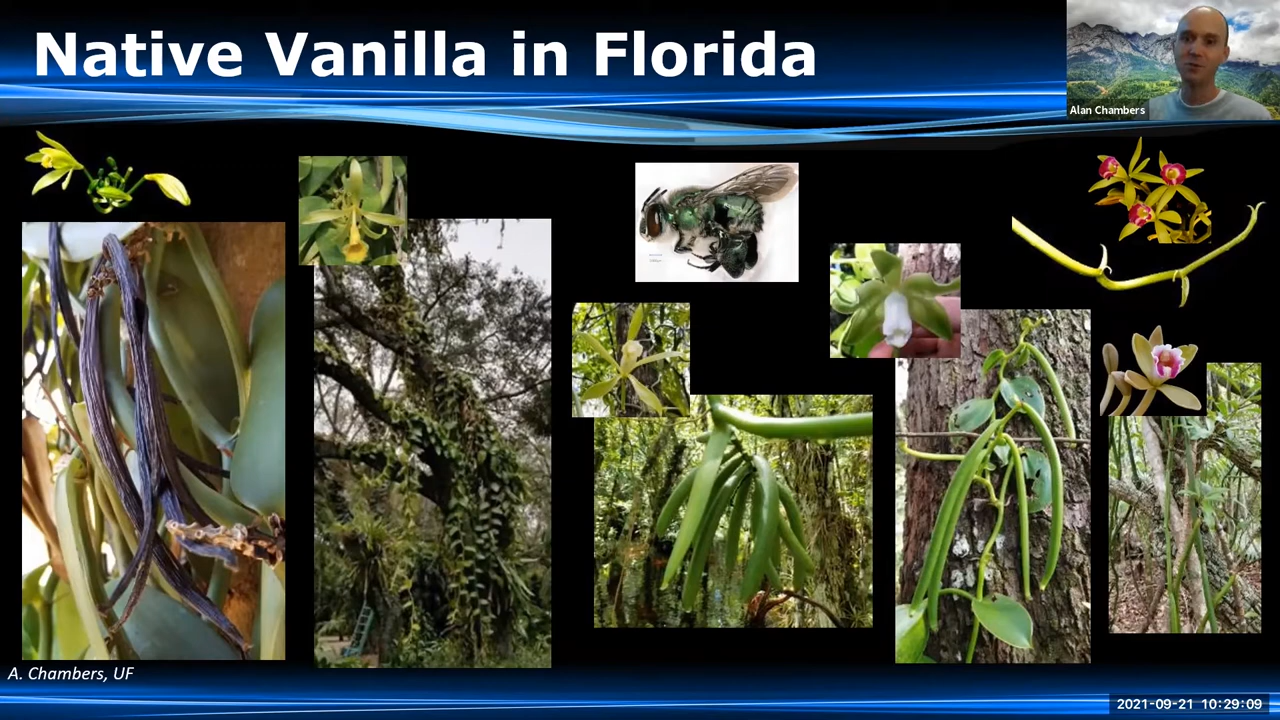 Native Vanilla in Florida
Alan Chambers
A. Chambers, UF
2021-09-21 10:29:09